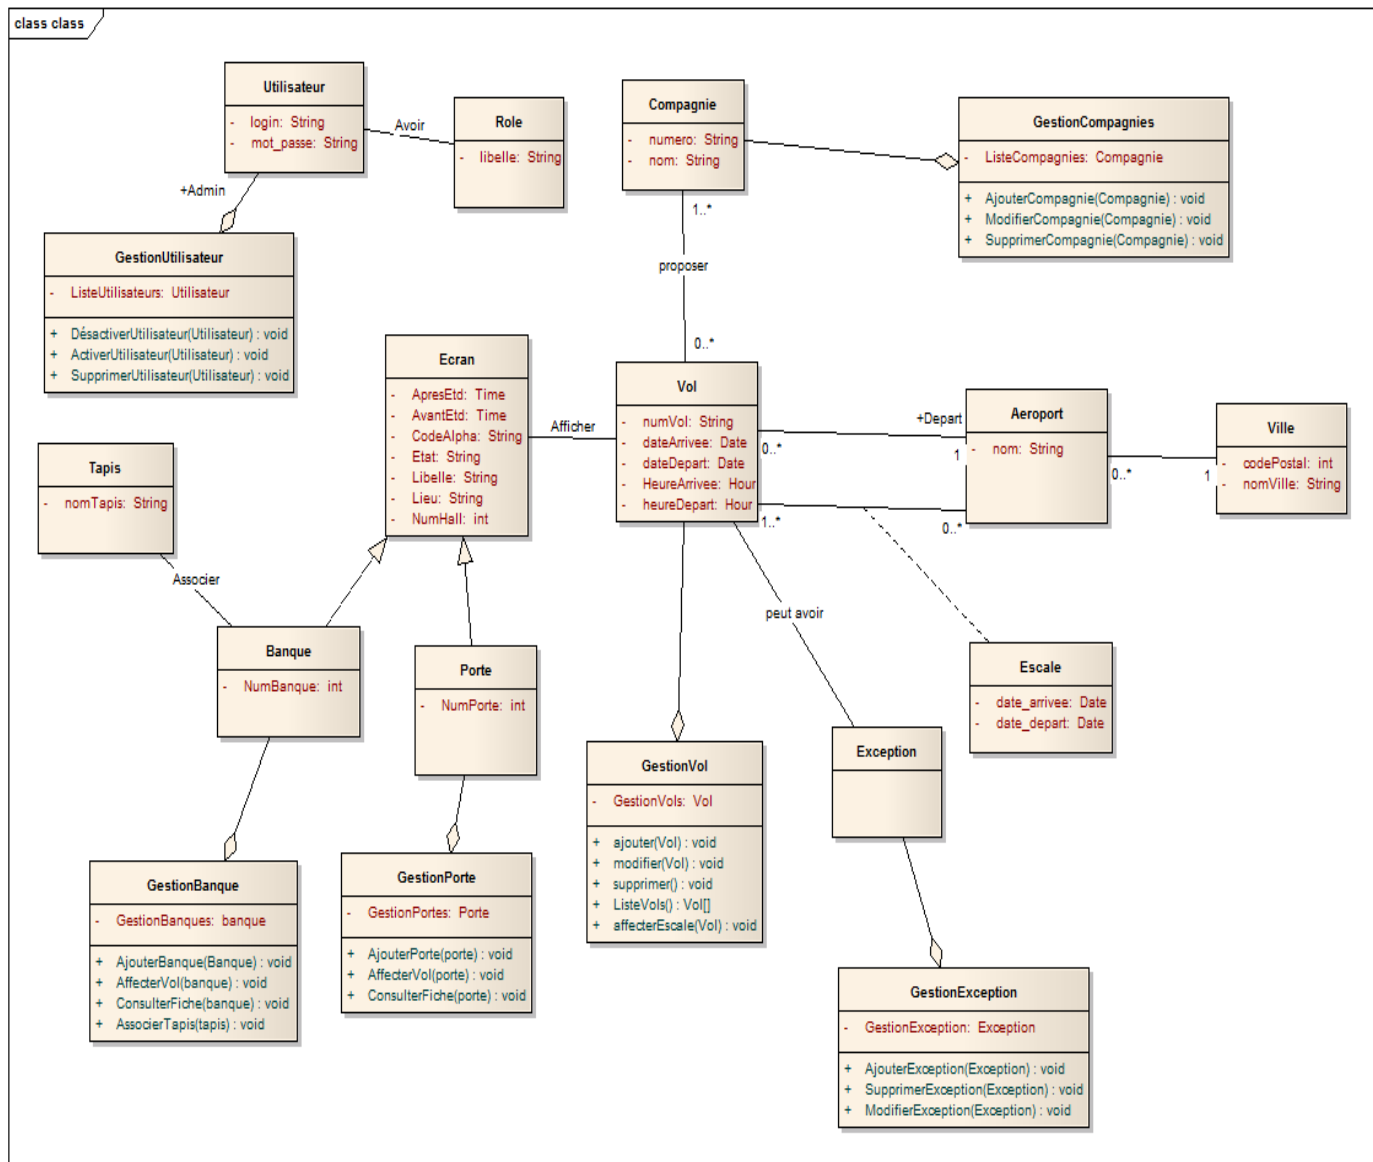 class class
Utilisateur
- login: String
- mot_passe: String
Avoir
Role
- libelle: String
Compagnie
- numero: String
- nom: String
GestionCompagnies
- ListeCompagnies: Compagnie
+ AjouterCompagnie(Compagnie) : void
+ ModifierCompagnie(Compagnie) : void
+ SupprimerCompagnie(Compagnie) : void
+Admin
1..*
proposer
0..*
GestionUtilisateur
- ListeUtilisateurs: Utilisateur
+ DésactiverUtilisateur(Utilisateur) : void
+ ActiverUtilisateur(Utilisateur) : void
+ SupprimerUtilisateur(Utilisateur) : void
Ecran
- ApresEtd: Time
- AvantEtd: Time
- CodeAlpha: String
- Etat: String
- Libelle: String
- Lieu: String
- NumHall: int
Afficher
Vol
- numVol: String
- dateArrivee: Date
- dateDepart: Date
- HeureArrivee: Hour
- heureDepart: Hour
+Depart
0..*
1
1..*
0..*
Aeroport
- nom: String
0..*
1
Ville
- codePostal: int
- nomVille: String
Tapis
- nomTapis: String
Associer
Banque
- NumBanque: int
Porte
- NumPorte: int
peut avoir
Escale
- date_arrivee: Date
- date_depart: Date
Exception
GestionVol
- GestionVols: Vol
+ ajouter(Vol) : void
+ modifier(Vol) : void
+ supprimer() : void
+ ListeVols() : Vol[]
+ affecterEscale(Vol) : void
GestionBanque
- GestionBanques: banque
+ AjouterBanque(Banque) : void
+ AffecterVol(banque) : void
+ ConsulterFiche(banque) : void
+ AssocierTapis(tapis) : void
GestionPorte
- GestionPortes: Porte
+ AjouterPorte(porte) : void
+ AffecterVol(porte) : void
+ ConsulterFiche(porte) : void
GestionException
- GestionException: Exception
+ AjouterException(Exception) : void
+ SupprimerException(Exception) : void
+ ModifierException(Exception) : void